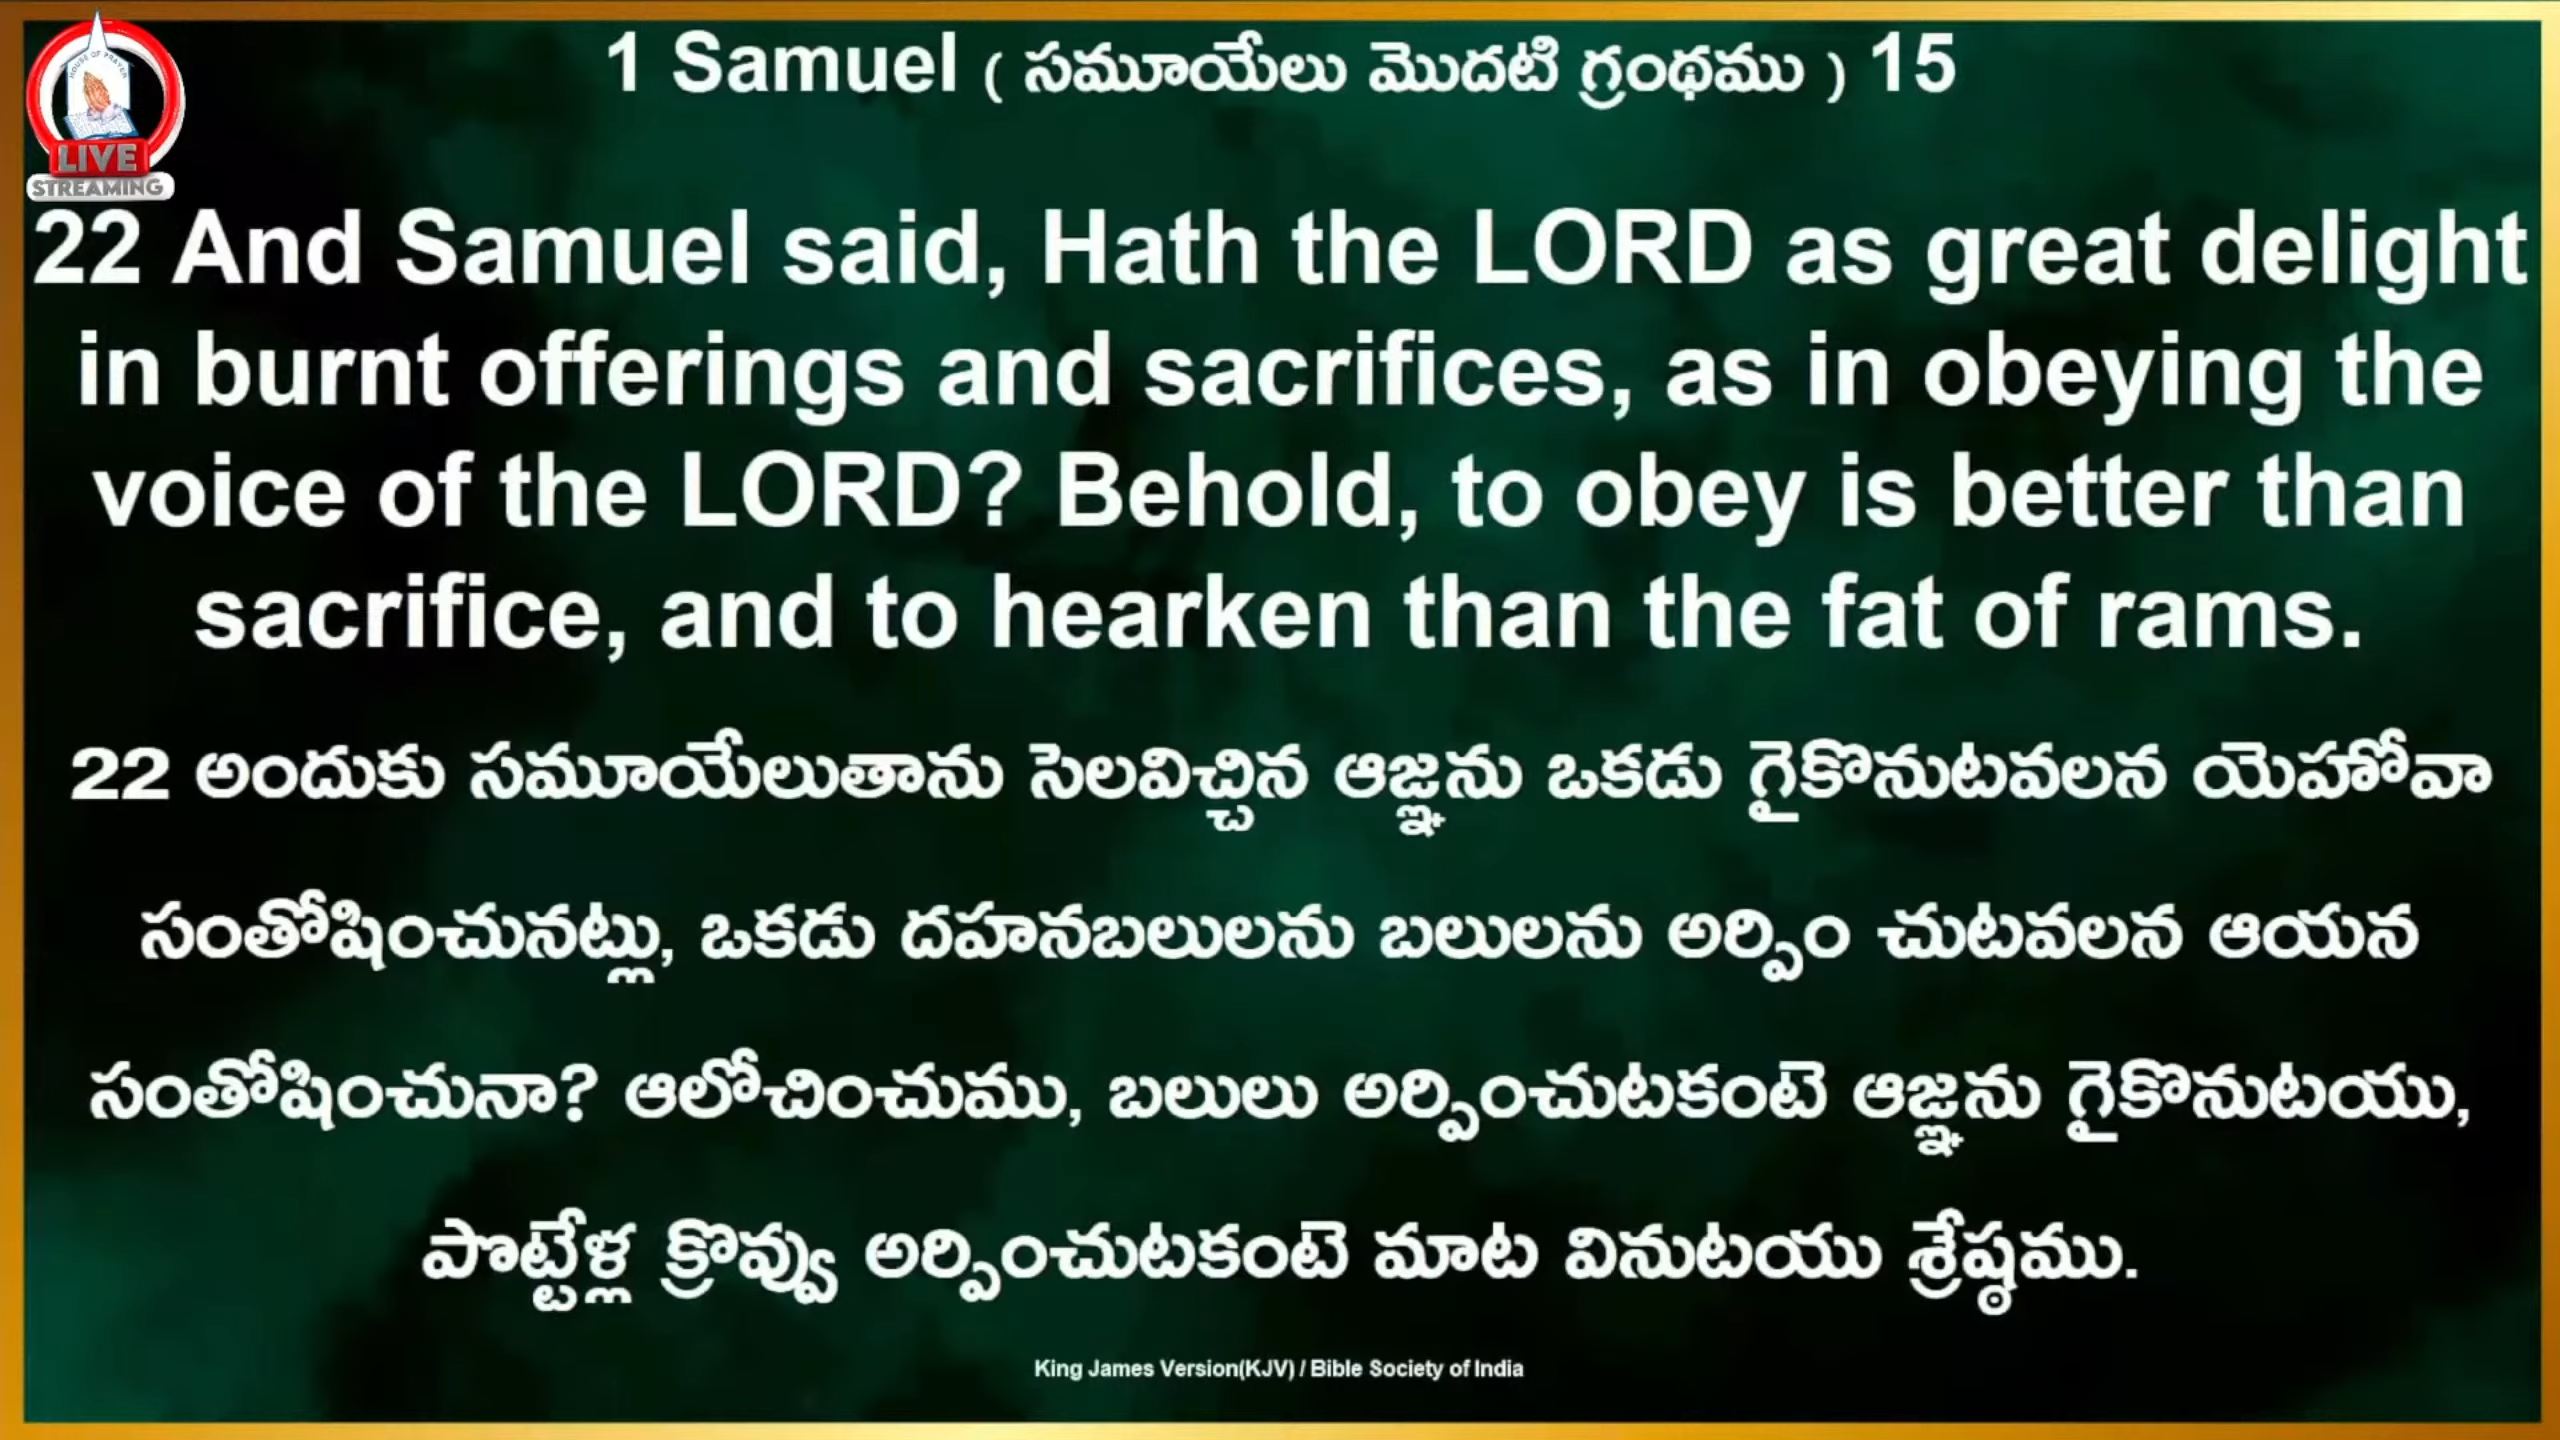 HOUSE OF PRAYER
LIVE
STREAMING
1 Samuel ( సమూయేలు మొదటి గ్రంథము ) 15
22 And Samuel said, Hath the LORD as great delight
in burnt offerings and sacrifices, as in obeying the
voice of the LORD? Behold, to obey is better than
sacrifice, and to hearken than the fat of rams.
22 అందుకు సమూయేలుతాను సెలవిచ్చిన ఆజ్ఞను ఒకడు గైకొనుటవలన యెహోవా
సంతోషించునట్లు, ఒకడు దహనబలులను బలులను అర్పిం చుటవలన ఆయన
సంతోషించునా? ఆలోచించుము, బలులు అర్పించుటకంటె ఆజ్ఞను గైకొనుటయు,
పొట్టేళ్ల క్రొవ్వు అర్పించుటకంటె మాట వినుటయు శ్రేష్ఠము.
King James Version(KJV) / Bible Society of India